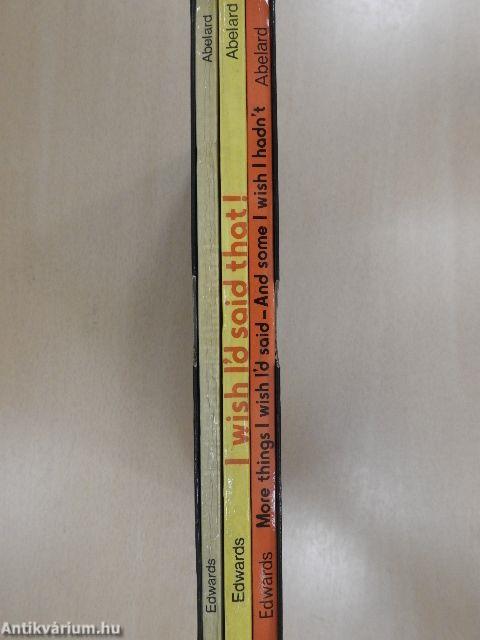 Edwards Abelard
Edwards I wish I'd said that! Abelard
Edwards More things I wish I'd said – And some I wish I hadn't Abelard
Antikvárium.hu